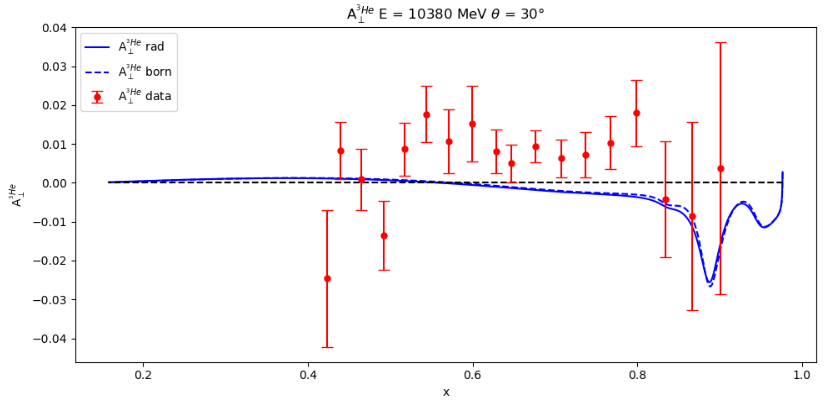 A⊥³ᴴᵉ E = 10380 MeV θ = 30°
A⊥³ᴴᵉ rad
A⊥³ᴴᵉ born
A⊥³ᴴᵉ data
0.04
0.03
0.02
0.01
0.00
−0.01
−0.02
−0.03
−0.04
A⊥³ᴴᵉ
0.2 0.4 0.6 0.8 1.0
x